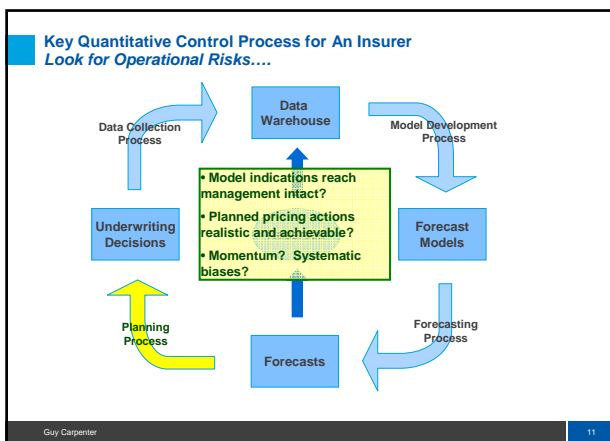 Key Quantitative Control Process for An Insurer
Look for Operational Risks….
Data
Warehouse
Data Collection
Process
Model Development
Process
• Model indications reach
management intact?
• Planned pricing actions
realistic and achievable?
• Momentum?  Systematic
biases?
Underwriting
Decisions
Forecast
Models
Planning
Process
Forecasting
Process
Forecasts
Guy Carpenter
11